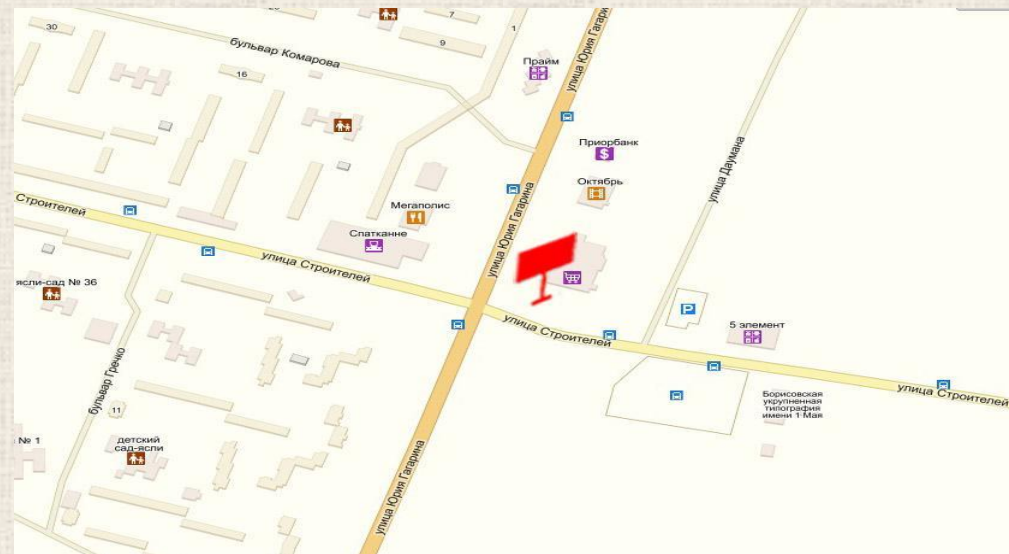 30
7
1
9
бульвар Комарова
16
Прайм
улица Юрия Гагарина
Приорбанк
$
Октябрь
улица Даумана
Мегаполис
улица Юрия Гагарина
Строителей
Спатканне
улица Строителей
ясли-сад № 36
P
5 элемент
улица Строителей
бульвар Гречко
улица Строителей
Борисовская
укрупненная
типография
имени 1 Мая
11
№ 1
детский
сад-ясли
улица Юрия Гагарина